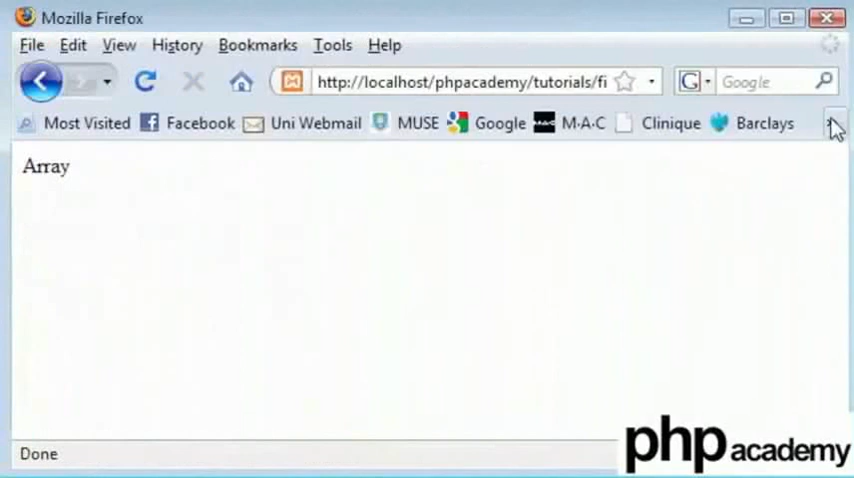 Mozilla Firefox
File Edit View History Bookmarks Tools Help
http://localhost/phpacademy/tutorials/fi G Google
Most Visited Facebook Uni Webmail MUSE Google M·A·C Clinique Barclays
Array
Done
php academy